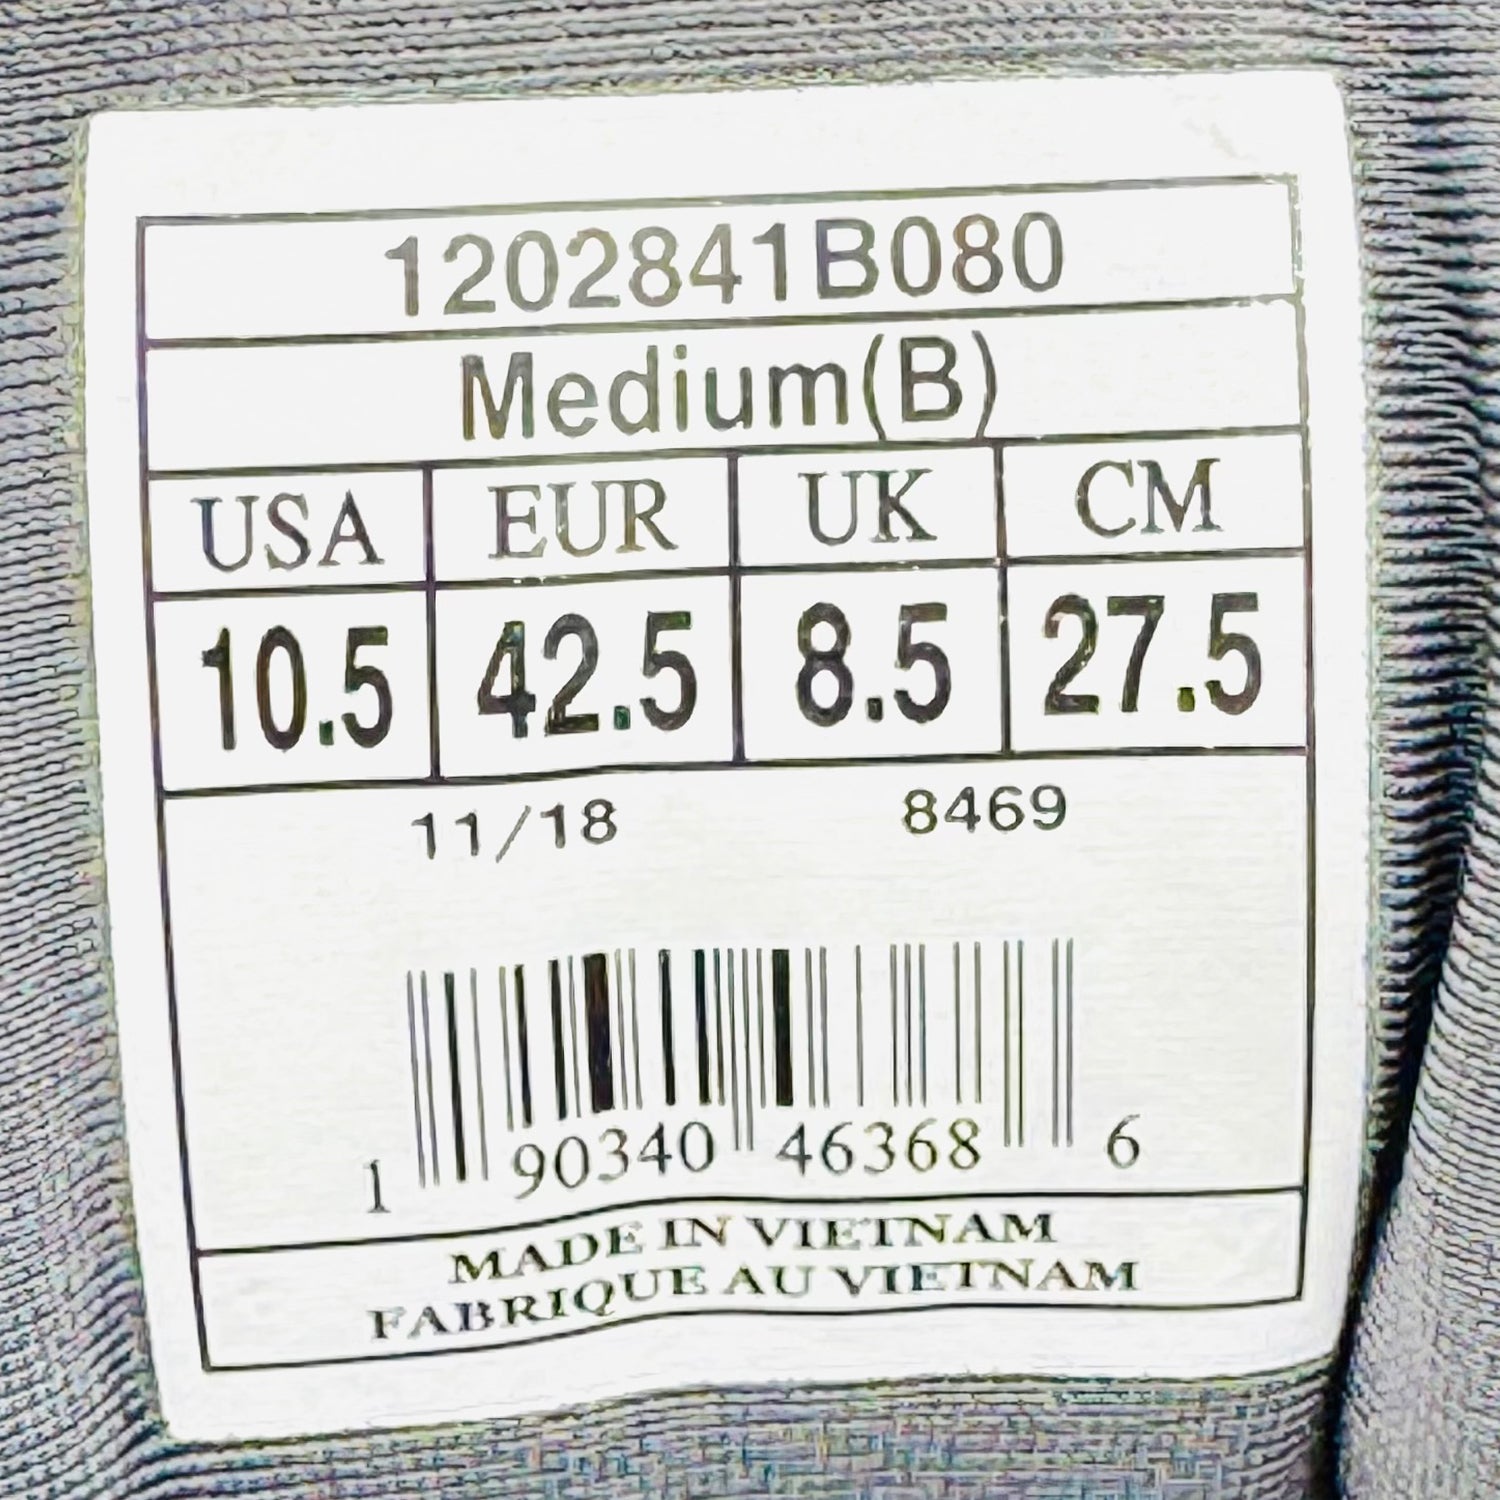 1202841B080
Medium(B)
USA EUR UK CM
10.5 42.5 8.5 27.5
11/18 8469
1 90340 46368 6
MADE IN VIETNAM
FABRIQUE AU VIETNAM